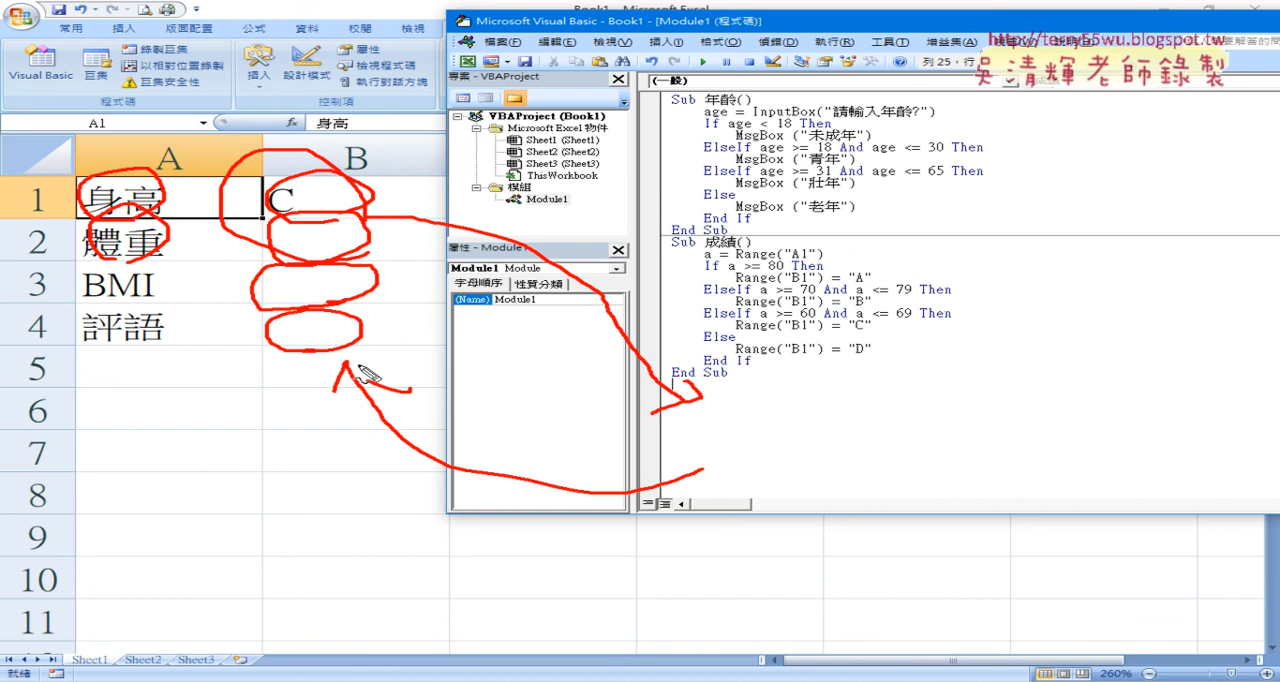 Microsoft Visual Basic - Book1 - [Module1 (程式碼)]
常用 插入 版面配置 公式 資料 校閱 檢視
檔案(F) 編輯(E) 檢視(V) 插入(I) 格式(O) 偵錯(D) 執行(R) 工具(T) 增益集(A)
http://terry55wu.blogspot.tw
吳清輝老師錄製
Visual Basic 巨集
錄製巨集
以相對位置錄製
巨集安全性
程式碼
插入 設計模式
屬性
檢視程式碼
執行對話方塊
控制項
列 25，行
A1 fx 身高
A B
1 身高 C
2 體重
3 BMI
4 評語
5
6
7
8
9
10
11
專案 - VBAProject
VBAProject (Book1)
Microsoft Excel 物件
Sheet1 (Sheet1)
Sheet2 (Sheet2)
Sheet3 (Sheet3)
ThisWorkbook
模組
Module1
屬性 - Module1
Module1 Module
字母順序 性質分類
(Name) Module1
(一般)
Sub 年齡()
age = InputBox("請輸入年齡?")
If age < 18 Then
MsgBox ("未成年")
ElseIf age >= 18 And age <= 30 Then
MsgBox ("青年")
ElseIf age >= 31 And age <= 65 Then
MsgBox ("壯年")
Else
MsgBox ("老年")
End If
End Sub
Sub 成績()
a = Range("A1")
If a >= 80 Then
Range("B1") = "A"
ElseIf a >= 70 And a <= 79 Then
Range("B1") = "B"
ElseIf a >= 60 And a <= 69 Then
Range("B1") = "C"
Else
Range("B1") = "D"
End If
End Sub
Sheet1 Sheet2 Sheet3
就緒 260%